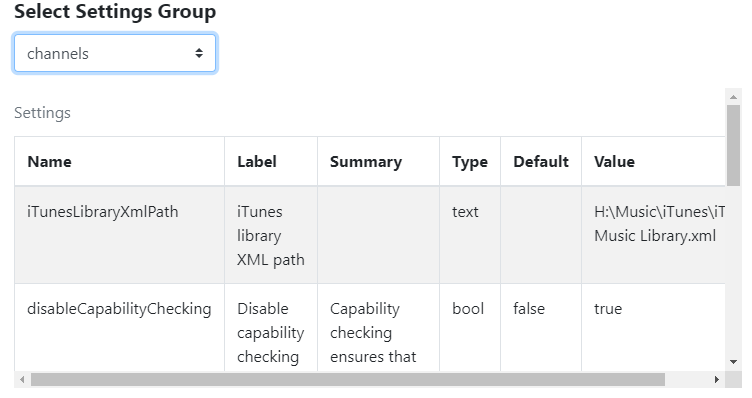 Select Settings Group
channels
Settings
Name Label Summary Type Default Value
iTunesLibraryXmlPath iTunes text H:\Music\iTunes\iT
library Music Library.xml
XML path
disableCapabilityChecking Disable Capability bool false true
capability checking
checking ensures that